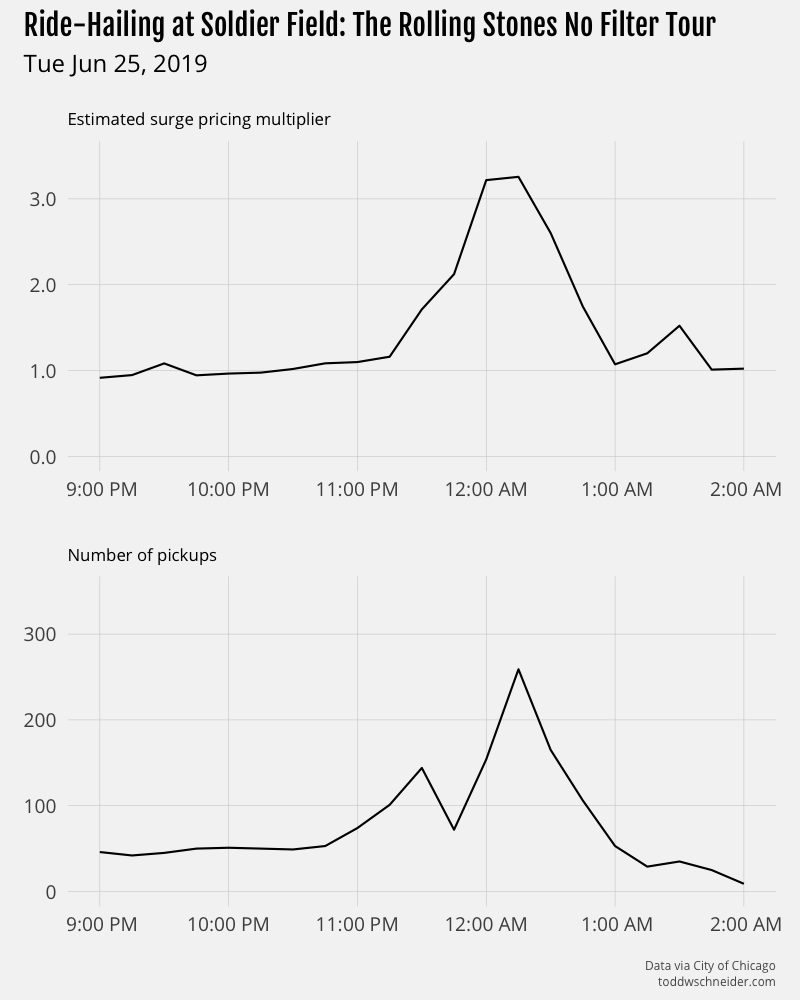 Ride-Hailing at Soldier Field: The Rolling Stones No Filter Tour
Tue Jun 25, 2019
Estimated surge pricing multiplier
3.0
2.0
1.0
0.0
9:00 PM 10:00 PM 11:00 PM 12:00 AM 1:00 AM 2:00 AM
Number of pickups
300
200
100
0
9:00 PM 10:00 PM 11:00 PM 12:00 AM 1:00 AM 2:00 AM
Data via City of Chicago
toddwschneider.com